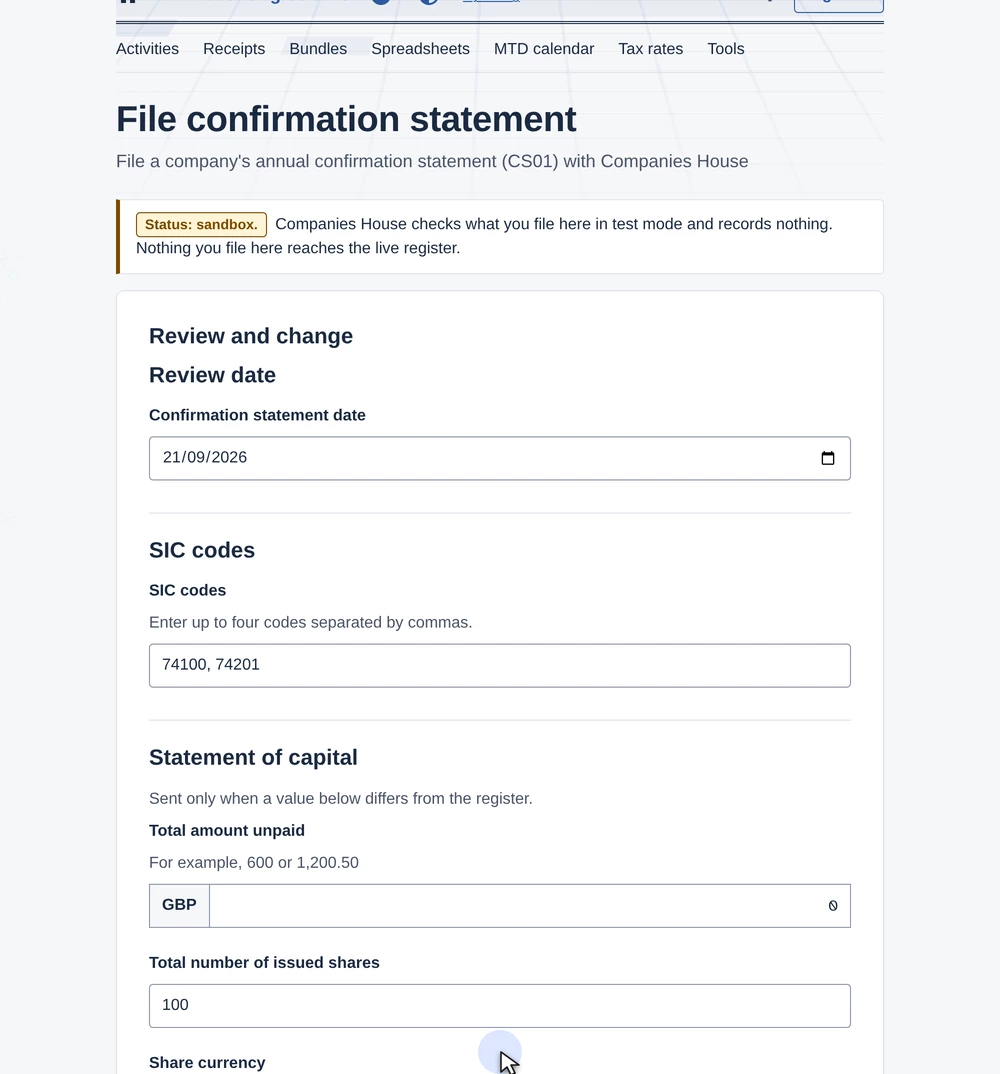 Activities Receipts Bundles Spreadsheets MTD calendar Tax rates Tools
File confirmation statement
File a company's annual confirmation statement (CS01) with Companies House
Status: sandbox. Companies House checks what you file here in test mode and records nothing.
Nothing you file here reaches the live register.
Review and change
Review date
Confirmation statement date
21/09/2026
SIC codes
SIC codes
Enter up to four codes separated by commas.
74100, 74201
Statement of capital
Sent only when a value below differs from the register.
Total amount unpaid
For example, 600 or 1,200.50
GBP 0
Total number of issued shares
100
Share currency